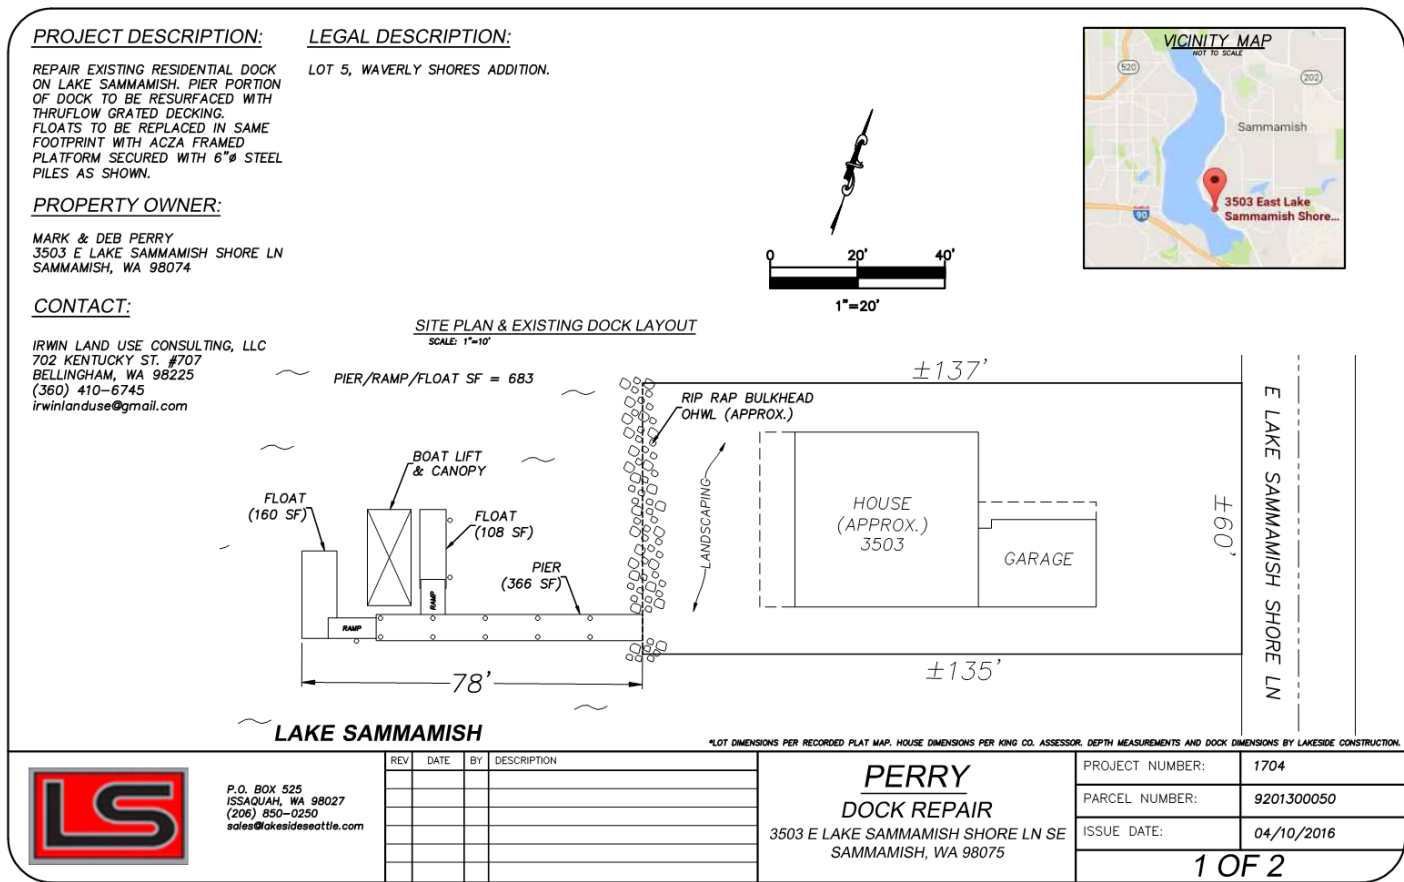 PROJECT DESCRIPTION:
REPAIR EXISTING RESIDENTIAL DOCK
ON LAKE SAMMAMISH. PIER PORTION
OF DOCK TO BE RESURFACED WITH
THRUFLOW GRATED DECKING.
FLOATS TO BE REPLACED IN SAME
FOOTPRINT WITH ACZA FRAMED
PLATFORM SECURED WITH 6"ø STEEL
PILES AS SHOWN.
PROPERTY OWNER:
MARK & DEB PERRY
3503 E LAKE SAMMAMISH SHORE LN
SAMMAMISH, WA 98074
CONTACT:
IRWIN LAND USE CONSULTING, LLC
702 KENTUCKY ST. #707
BELLINGHAM, WA 98225
(360) 410-6745
irwinlanduse@gmail.com
LEGAL DESCRIPTION:
LOT 5, WAVERLY SHORES ADDITION.
VICINITY MAP
NOT TO SCALE
520
202
Sammamish
3503 East Lake
Sammamish Shore...
90
0 20' 40'
1"=20'
SITE PLAN & EXISTING DOCK LAYOUT
SCALE: 1"=10'
PIER/RAMP/FLOAT SF = 683
RIP RAP BULKHEAD
OHWL (APPROX.)
±137'
BOAT LIFT
& CANOPY
FLOAT
(160 SF)
FLOAT
(108 SF)
PIER
(366 SF)
RAMP
RAMP
LANDSCAPING
HOUSE
(APPROX.)
3503
GARAGE
±60'
E LAKE SAMMAMISH SHORE LN
±135'
78'
LAKE SAMMAMISH
*LOT DIMENSIONS PER RECORDED PLAT MAP. HOUSE DIMENSIONS PER KING CO. ASSESSOR. DEPTH MEASUREMENTS AND DOCK DIMENSIONS BY LAKESIDE CONSTRUCTION.
LS
P.O. BOX 525
ISSAQUAH, WA 98027
(206) 850-0250
sales@lakesideseattle.com
REV DATE BY DESCRIPTION
PERRY
DOCK REPAIR
3503 E LAKE SAMMAMISH SHORE LN SE
SAMMAMISH, WA 98075
PROJECT NUMBER: 1704
PARCEL NUMBER: 9201300050
ISSUE DATE: 04/10/2016
1 OF 2